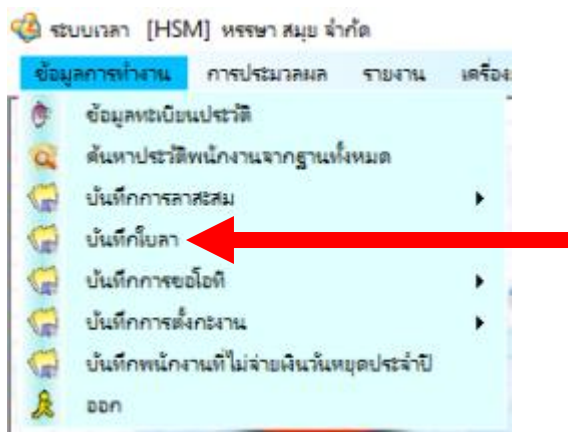 ระบบเวลา [HSM] หรรษา สมุย จำกัด
ข้อมูลการทำงาน การประมวลผล รายงาน เครื่อง
ข้อมูลทะเบียนประวัติ
ค้นหาประวัติพนักงานจากฐานทั้งหมด
บันทึกการลาสะสม
บันทึกใบลา
บันทึกการขอโอที
บันทึกการตั้งกะงาน
บันทึกพนักงานที่ไม่จ่ายเงินวันหยุดประจำปี
ออก